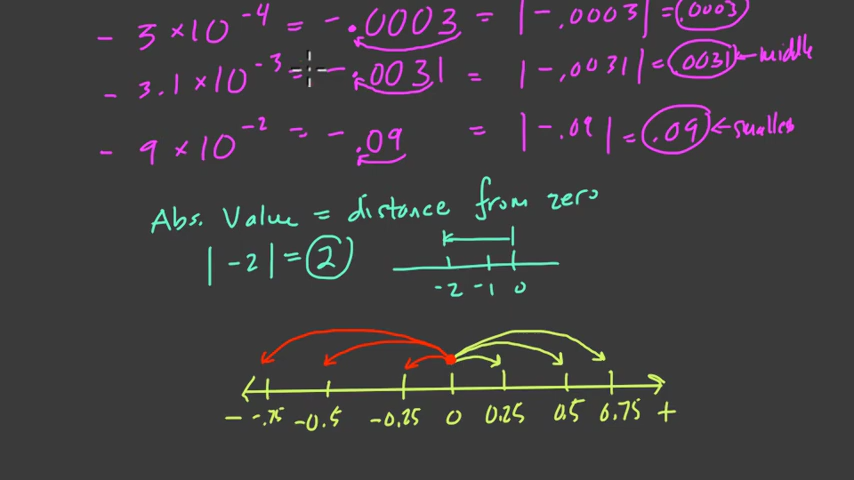 - 3 ×10^-4 = -.0003 = |-.0003| = .0003
- 3.1 ×10^-3 = -.0031 = |-.0031| = .0031 ← middle
- 9 ×10^-2 = -.09 = |-.09| = .09 ← smallest
Abs. Value = distance from zero
|-2| = 2
-2 -1 0
- -.75 -0.5 -0.25 0 0.25 0.5 0.75 +